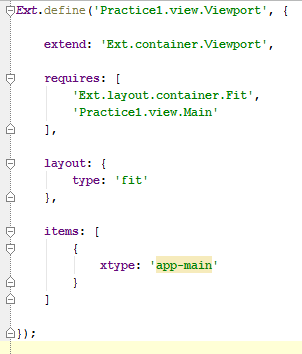 Ext.define('Practice1.view.Viewport', {
extend: 'Ext.container.Viewport',
requires: [
'Ext.layout.container.Fit',
'Practice1.view.Main'
],
layout: {
type: 'fit'
},
items: [
{
xtype: 'app-main'
}
]
});